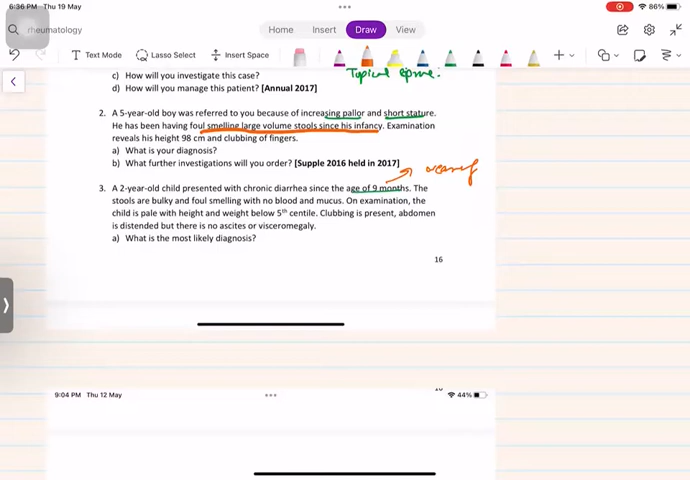 6:36 PM Thu 19 May
86%
rheumatology
Home Insert Draw View
Text Mode Lasso Select Insert Space
c) How will you investigate this case?
d) How will you manage this patient? [Annual 2017]
Topical
2. A 5-year-old boy was referred to you because of increasing pallor and short stature.
He has been having foul smelling large volume stools since his infancy. Examination
reveals his height 98 cm and clubbing of fingers.
a) What is your diagnosis?
b) What further investigations will you order? [Supple 2016 held in 2017]
3. A 2-year-old child presented with chronic diarrhea since the age of 9 months. The
stools are bulky and foul smelling with no blood and mucus. On examination, the
child is pale with height and weight below 5th centile. Clubbing is present, abdomen
is distended but there is no ascites or visceromegaly.
a) What is the most likely diagnosis?
16
9:04 PM Thu 12 May
44%